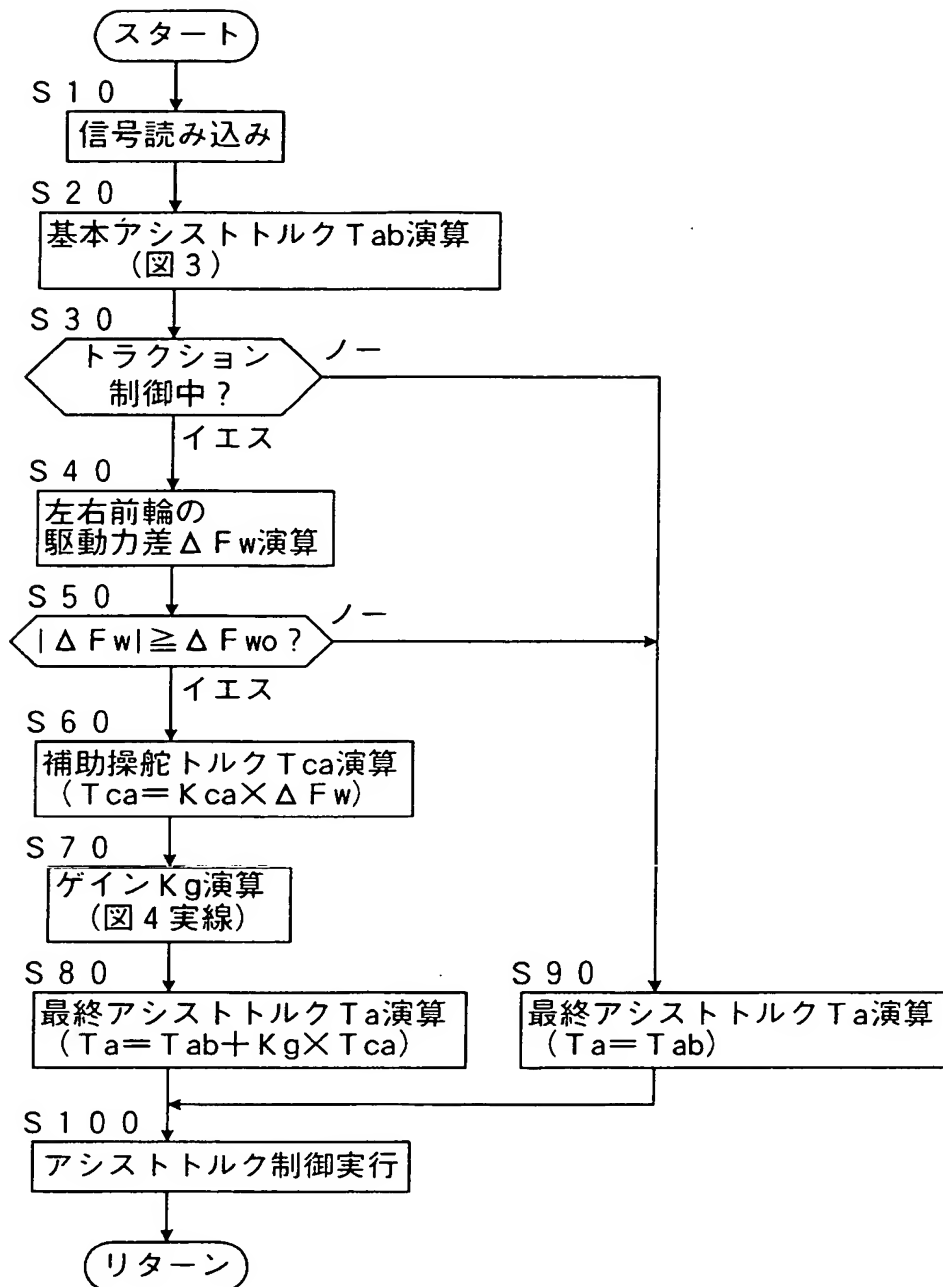 スタート
S10
信号読み込み
S20
基本アシストトルクTab演算
(図3)
S30
トラクション
制御中?
ノー
イエス
S40
左右前輪の
駆動力差ΔFw演算
S50
|ΔFw|≧ΔFwo?
ノー
イエス
S60
補助操舵トルクTca演算
(Tca=Kca×ΔFw)
S70
ゲインKg演算
(図4実線)
S80
最終アシストトルクTa演算
(Ta=Tab+Kg×Tca)
S90
最終アシストトルクTa演算
(Ta=Tab)
S100
アシストトルク制御実行
リターン